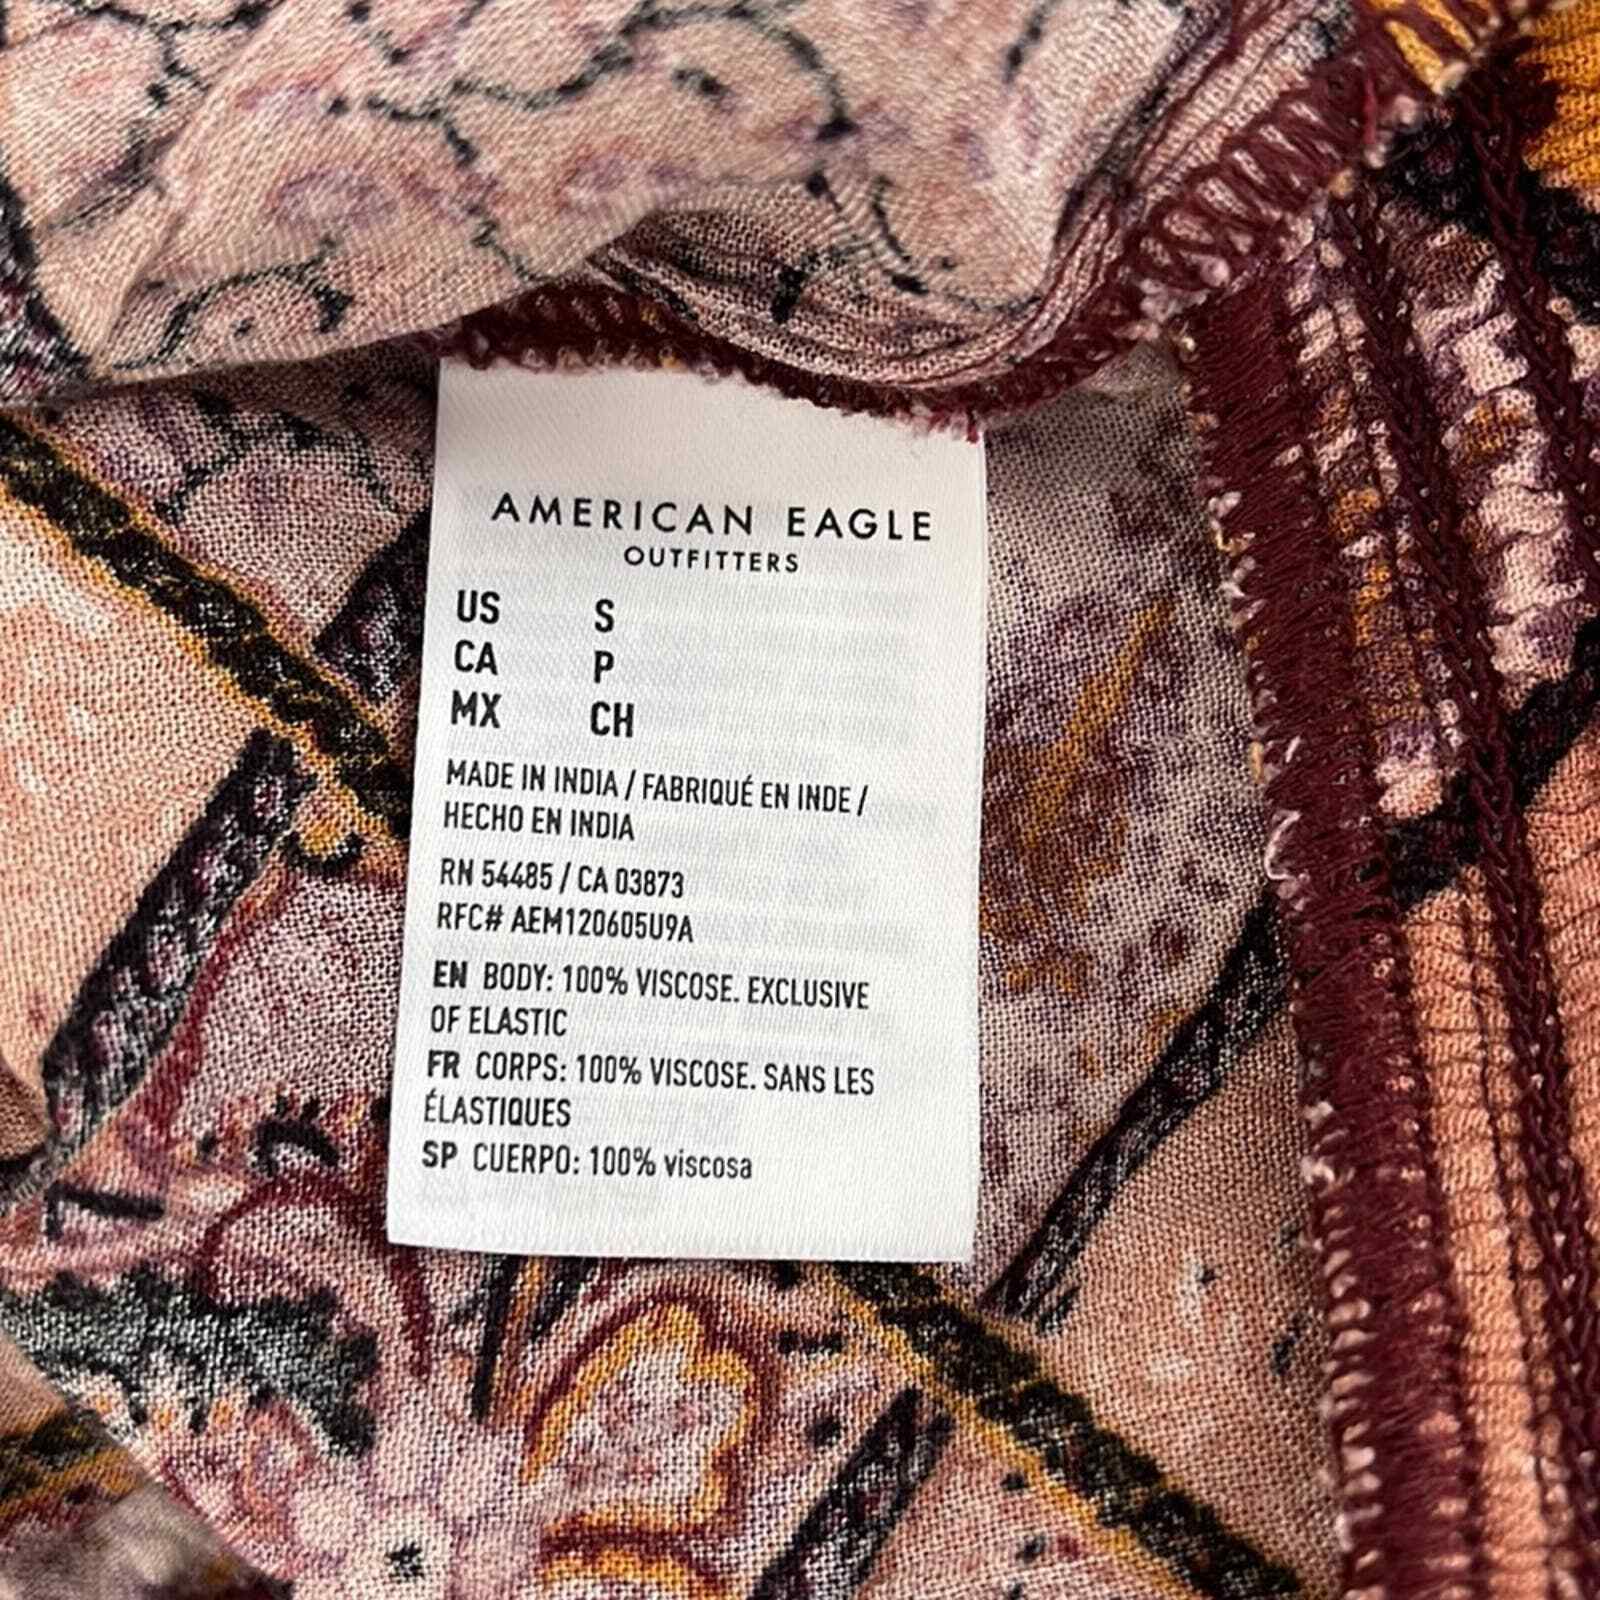 AMERICAN EAGLE
OUTFITTERS
US S
CA P
MX CH
MADE IN INDIA / FABRIQUÉ EN INDE /
HECHO EN INDIA
RN 54485 / CA 03873
RFC# AEM120605U9A
EN BODY: 100% VISCOSE. EXCLUSIVE
OF ELASTIC
FR CORPS: 100% VISCOSE. SANS LES
ÉLASTIQUES
SP CUERPO: 100% viscosa